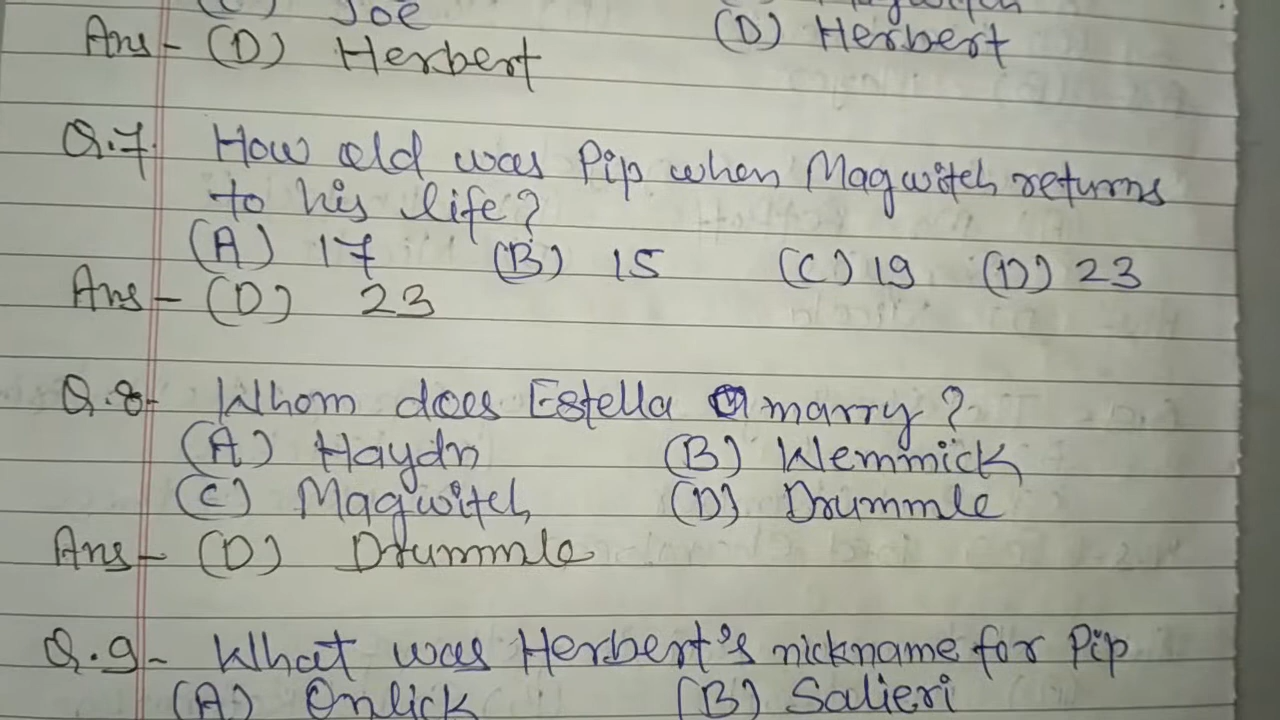 (C) Joe
(D) Herbert
Ans - (D) Herbert
Q.7. How old was Pip when Magwitch returns
to his life?
(A) 17 (B) 15 (C) 19 (D) 23
Ans - (D) 23
Q.8- Whom does Estella marry?
(A) Haydn (B) Wemmick
(C) Magwitch (D) Drummle
Ans - (D) Drummle
Q.9- What was Herbert's nickname for Pip
(A) Onlick (B) Salieri